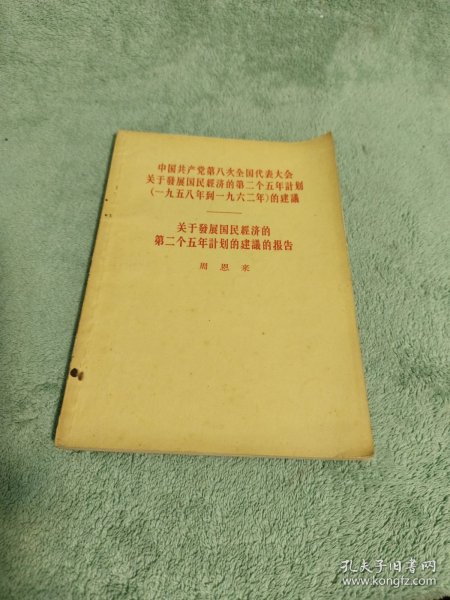 中国共产党第八次全国代表大会
关于發展国民經济的第二个五年計划
(一九五八年到一九六二年)的建議
关于發展国民經济的
第二个五年計划的建議的报告
周恩来
孔夫子旧书网
www.kongfz.com